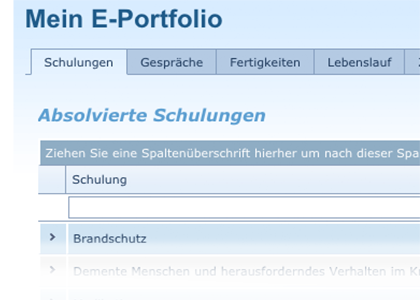 Mein E-Portfolio
Schulungen Gespräche Fertigkeiten Lebenslauf
Absolvierte Schulungen
Ziehen Sie eine Spaltenüberschrift hierher um nach dieser Spa
Schulung
Brandschutz
Demente Menschen und herausforderndes Verhalten im K